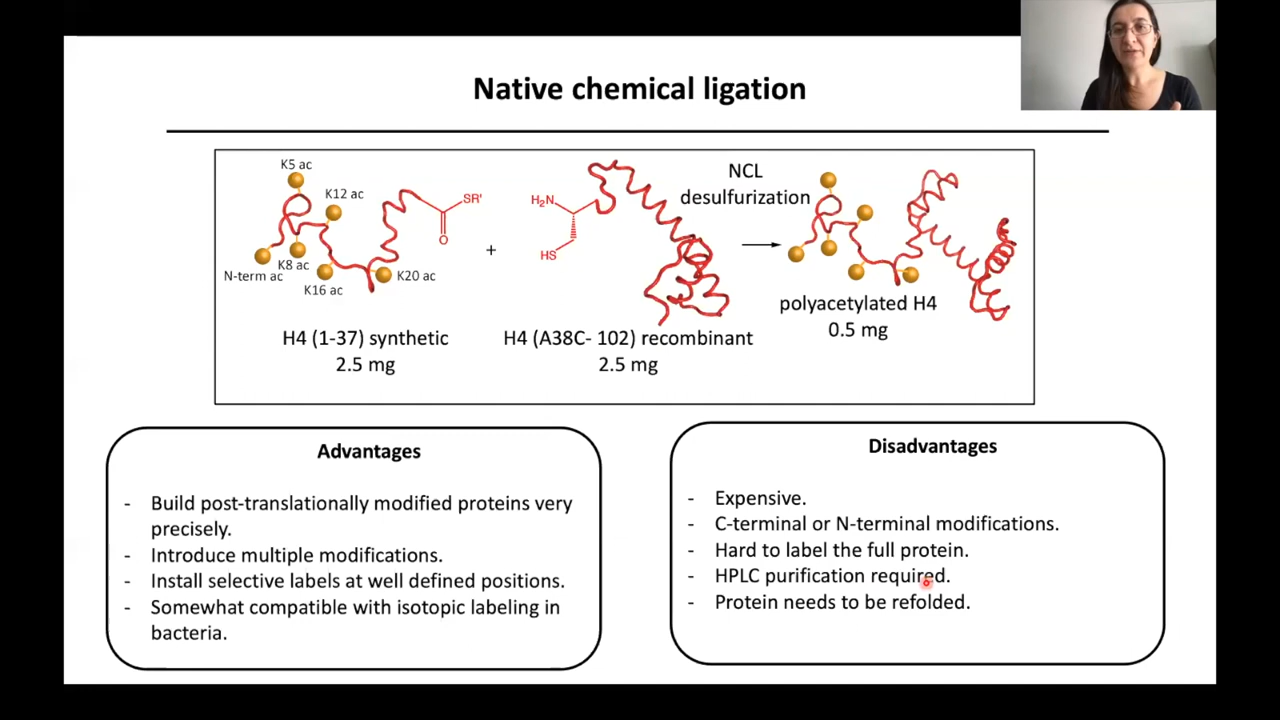 Native chemical ligation
K5 ac
K12 ac
SR'
O
N-term ac
K8 ac
K16 ac
K20 ac
+
H₂N
HS
NCL
desulfurization
H4 (1-37) synthetic
2.5 mg
H4 (A38C- 102) recombinant
2.5 mg
polyacetylated H4
0.5 mg
Advantages
- Build post-translationally modified proteins very
precisely.
- Introduce multiple modifications.
- Install selective labels at well defined positions.
- Somewhat compatible with isotopic labeling in
bacteria.
Disadvantages
- Expensive.
- C-terminal or N-terminal modifications.
- Hard to label the full protein.
- HPLC purification required.
- Protein needs to be refolded.